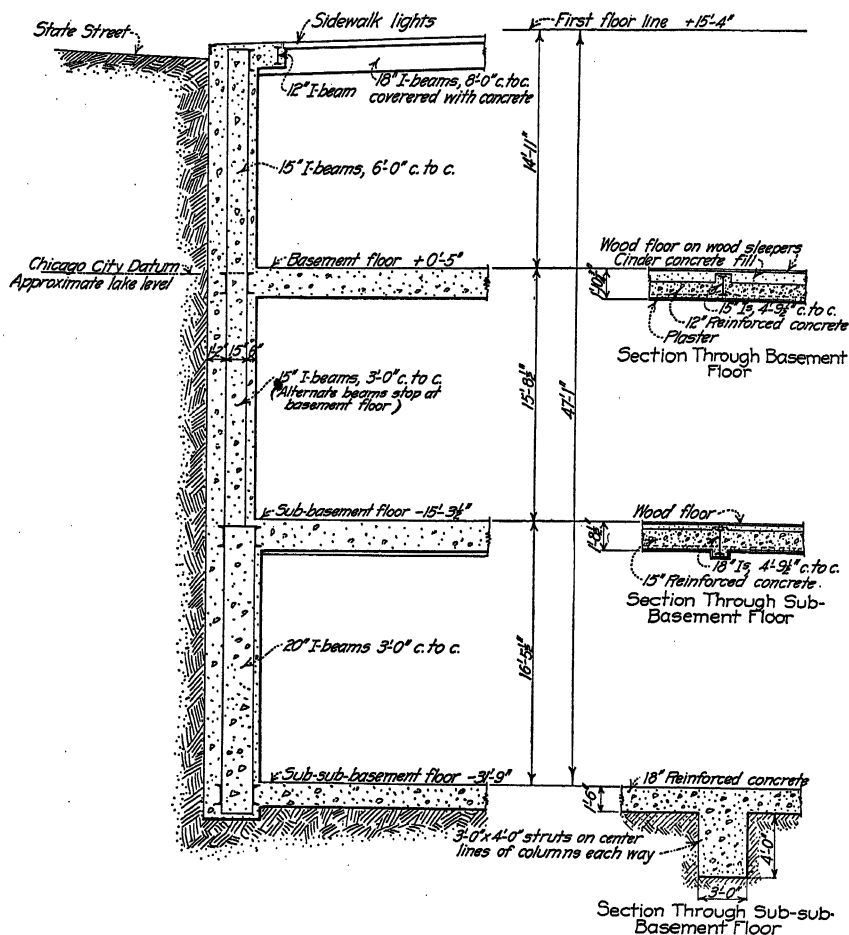 State Street
Sidewalk lights
First floor line +15'-4"
12" I-beam
18" I-beams, 8'-0" c. to c.
coverered with concrete
14'-11"
15" I-beams, 6'-0" c. to c.
Chicago City Datum
Approximate lake level
Basement floor +0'-5"
Wood floor on wood sleepers
Cinder concrete fill
15" Is, 4'-9½" c. to c.
12" Reinforced concrete
Plaster
Section Through Basement
Floor
15" I-beams, 3'-0" c. to c.
(Alternate beams stop at
basement floor)
15'-8½"
47'-1"
Sub-basement floor -15'-3½"
Wood floor
1'-8½"
18" Is, 4'-9½" c. to c.
15" Reinforced concrete.
Section Through Sub-
Basement Floor
20" I-beams 3'-0" c. to c.
16'-5½"
Sub-sub-basement floor -31'-9"
18" Reinforced concrete
1'-6"
3'-0" x 4'-0" struts on center
lines of columns each way
4'-0"
3'-0"
Section Through Sub-sub-
Basement Floor